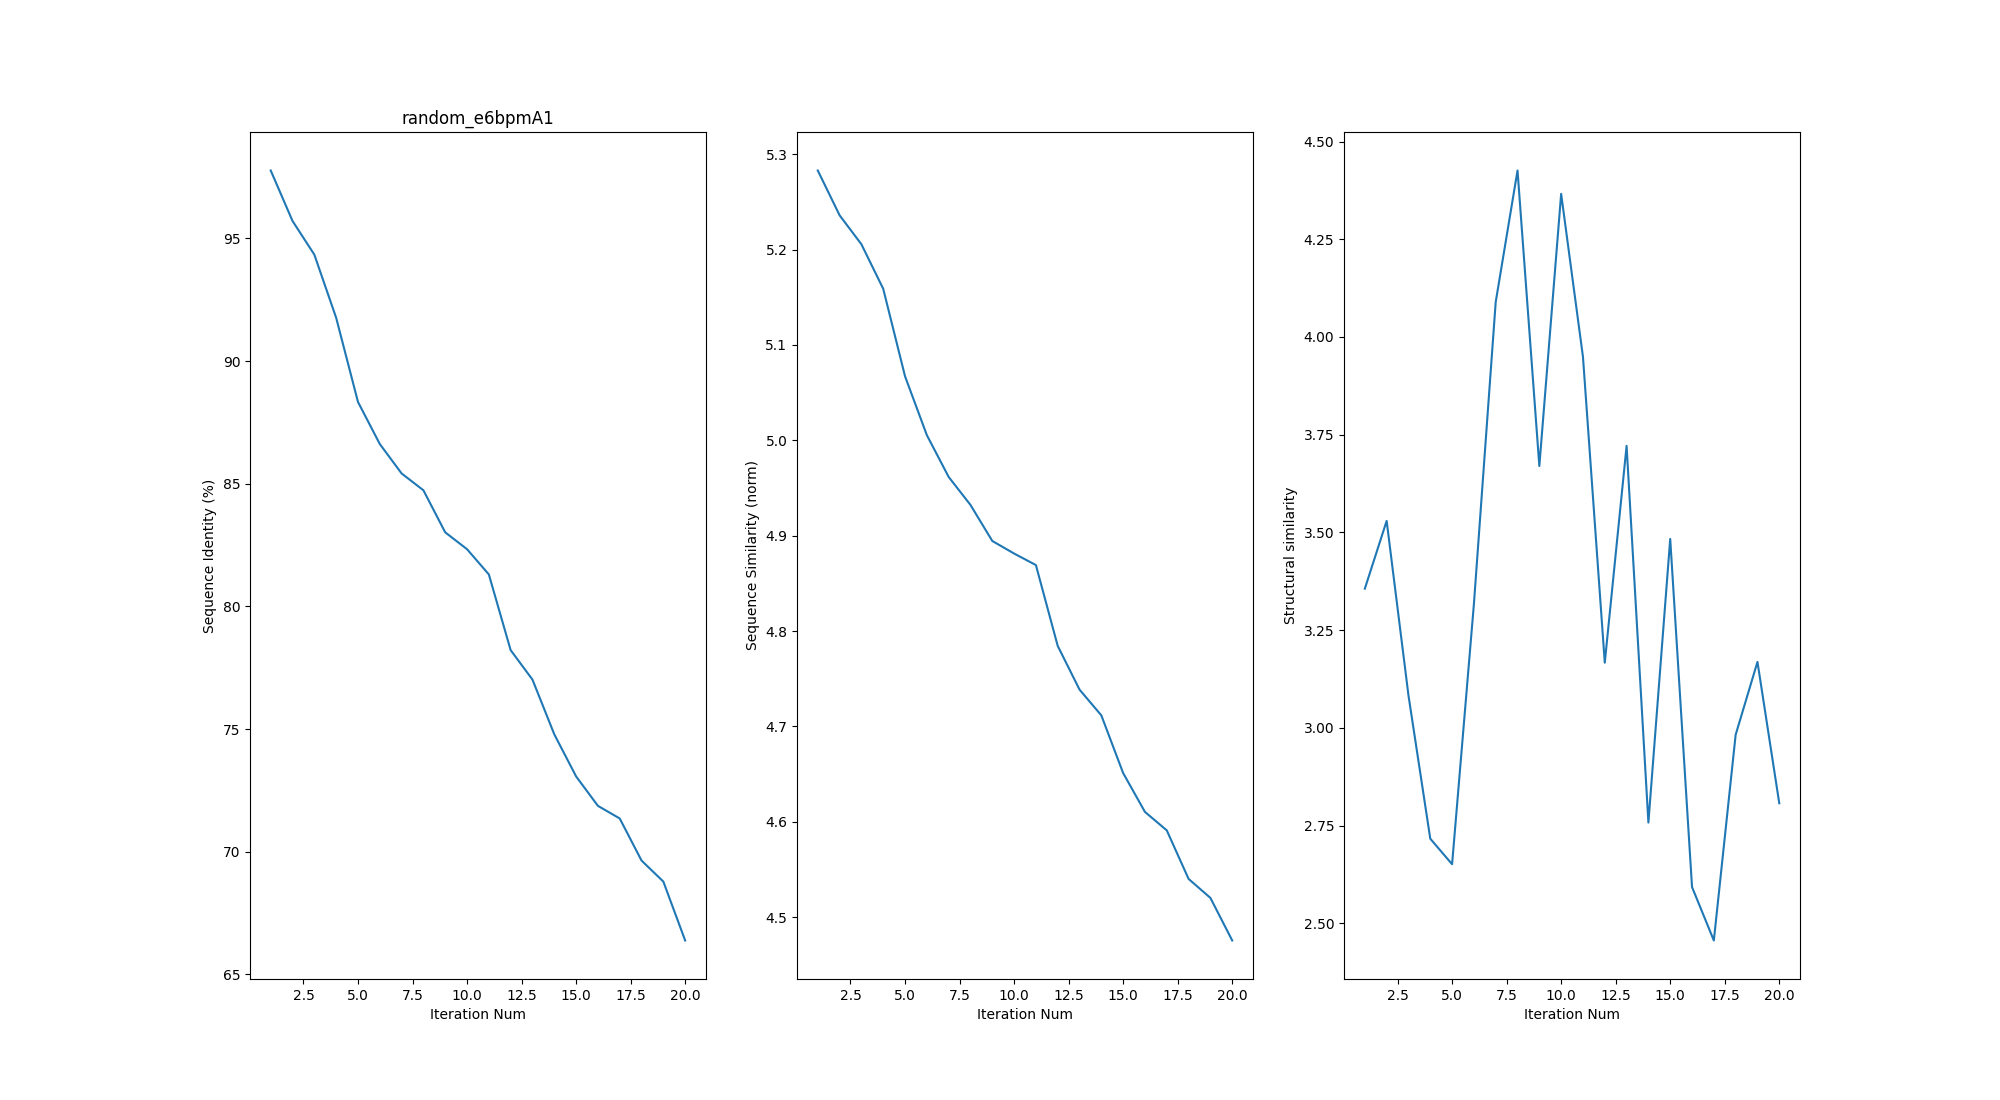 random_e6bpmA1
Sequence Identity (%)
95
90
85
80
75
70
65
2.5 5.0 7.5 10.0 12.5 15.0 17.5 20.0
Iteration Num
Sequence Similarity (norm)
5.3
5.2
5.1
5.0
4.9
4.8
4.7
4.6
4.5
2.5 5.0 7.5 10.0 12.5 15.0 17.5 20.0
Iteration Num
Structural similarity
4.50
4.25
4.00
3.75
3.50
3.25
3.00
2.75
2.50
2.5 5.0 7.5 10.0 12.5 15.0 17.5 20.0
Iteration Num